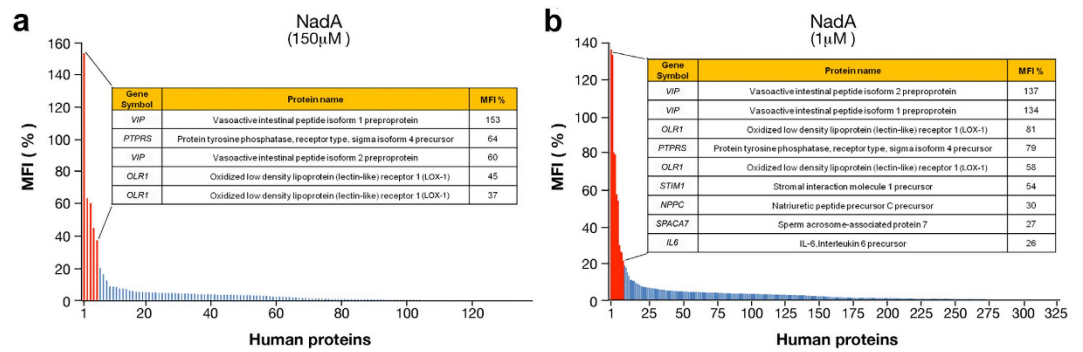 a
NadA
(150μM )
MFI ( % )
160
140
120
100
80
60
40
20
0
1 20 40 60 80 100 120
Human proteins
Gene Symbol Protein name MFI %
VIP Vasoactive intestinal peptide isoform 1 preproprotein 153
PTPRS Protein tyrosine phosphatase, receptor type, sigma isoform 4 precursor 64
VIP Vasoactive intestinal peptide isoform 2 preproprotein 60
OLR1 Oxidized low density lipoprotein (lectin-like) receptor 1 (LOX-1) 45
OLR1 Oxidized low density lipoprotein (lectin-like) receptor 1 (LOX-1) 37
b
NadA
(1μM )
MFI ( % )
140
120
100
80
60
40
20
0
1 25 50 75 100 125 150 175 200 225 250 275 300 325
Human proteins
Gene Symbol Protein name MFI %
VIP Vasoactive intestinal peptide isoform 2 preproprotein 137
VIP Vasoactive intestinal peptide isoform 1 preproprotein 134
OLR1 Oxidized low density lipoprotein (lectin-like) receptor 1 (LOX-1) 81
PTPRS Protein tyrosine phosphatase, receptor type, sigma isoform 4 precursor 79
OLR1 Oxidized low density lipoprotein (lectin-like) receptor 1 (LOX-1) 58
STIM1 Stromal interaction molecule 1 precursor 54
NPPC Natriuretic peptide precursor C precursor 30
SPACA7 Sperm acrosome-associated protein 7 27
IL6 IL-6.Interleukin 6 precursor 26